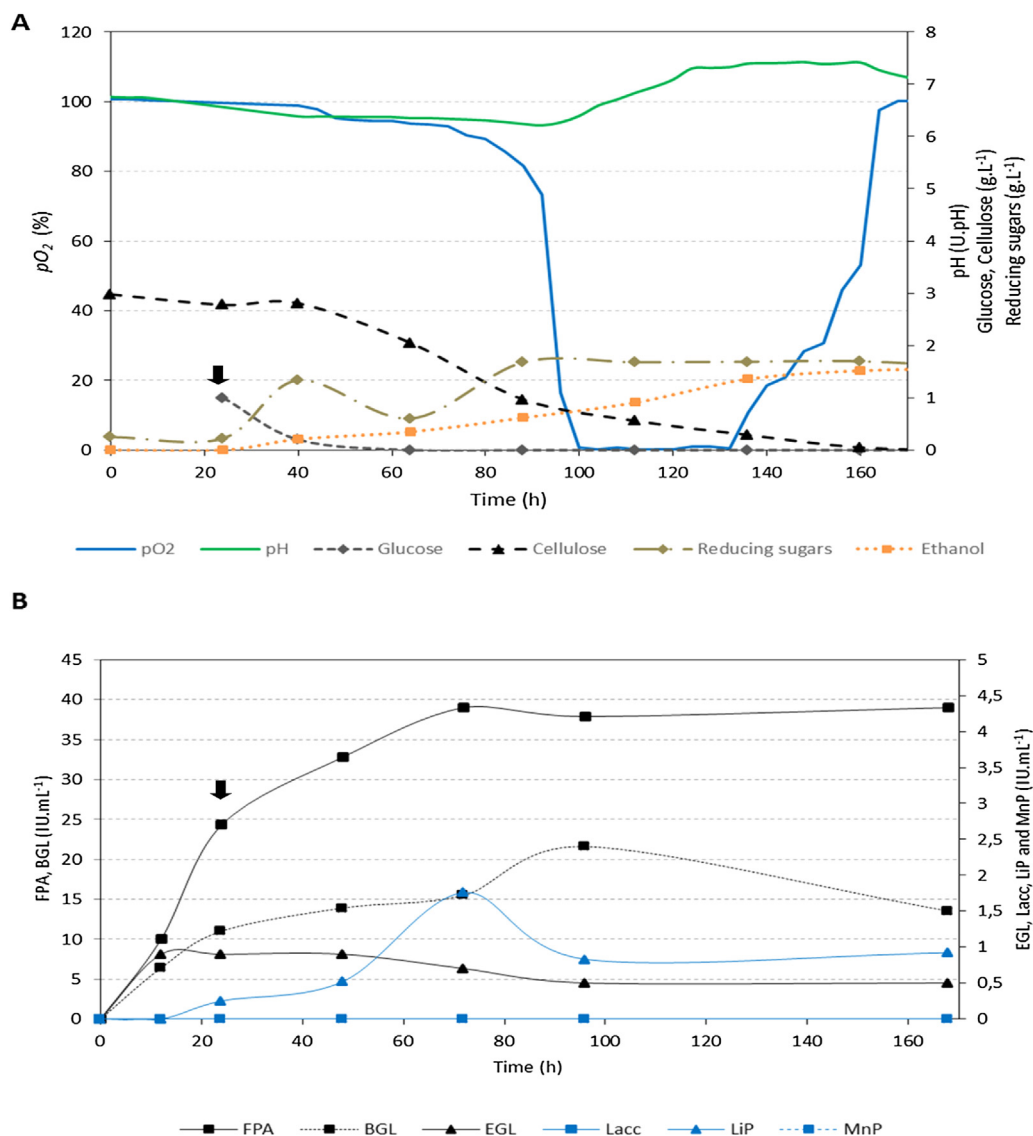 A
120
100
80
60
40
20
0
pO2 (%)
8
7
6
5
4
3
2
1
0
pH (U.pH)
Glucose, Cellulose (g.L-1)
Reducing sugars (g.L-1)
0 20 40 60 80 100 120 140 160
Time (h)
pO2 pH Glucose Cellulose Reducing sugars Ethanol
B
45
40
35
30
25
20
15
10
5
0
FPA, BGL (IU.mL-1)
5
4,5
4
3,5
3
2,5
2
1,5
1
0,5
0
EGL, Lacc, LiP and MnP (IU.mL-1)
0 20 40 60 80 100 120 140 160
Time (h)
FPA BGL EGL Lacc LiP MnP